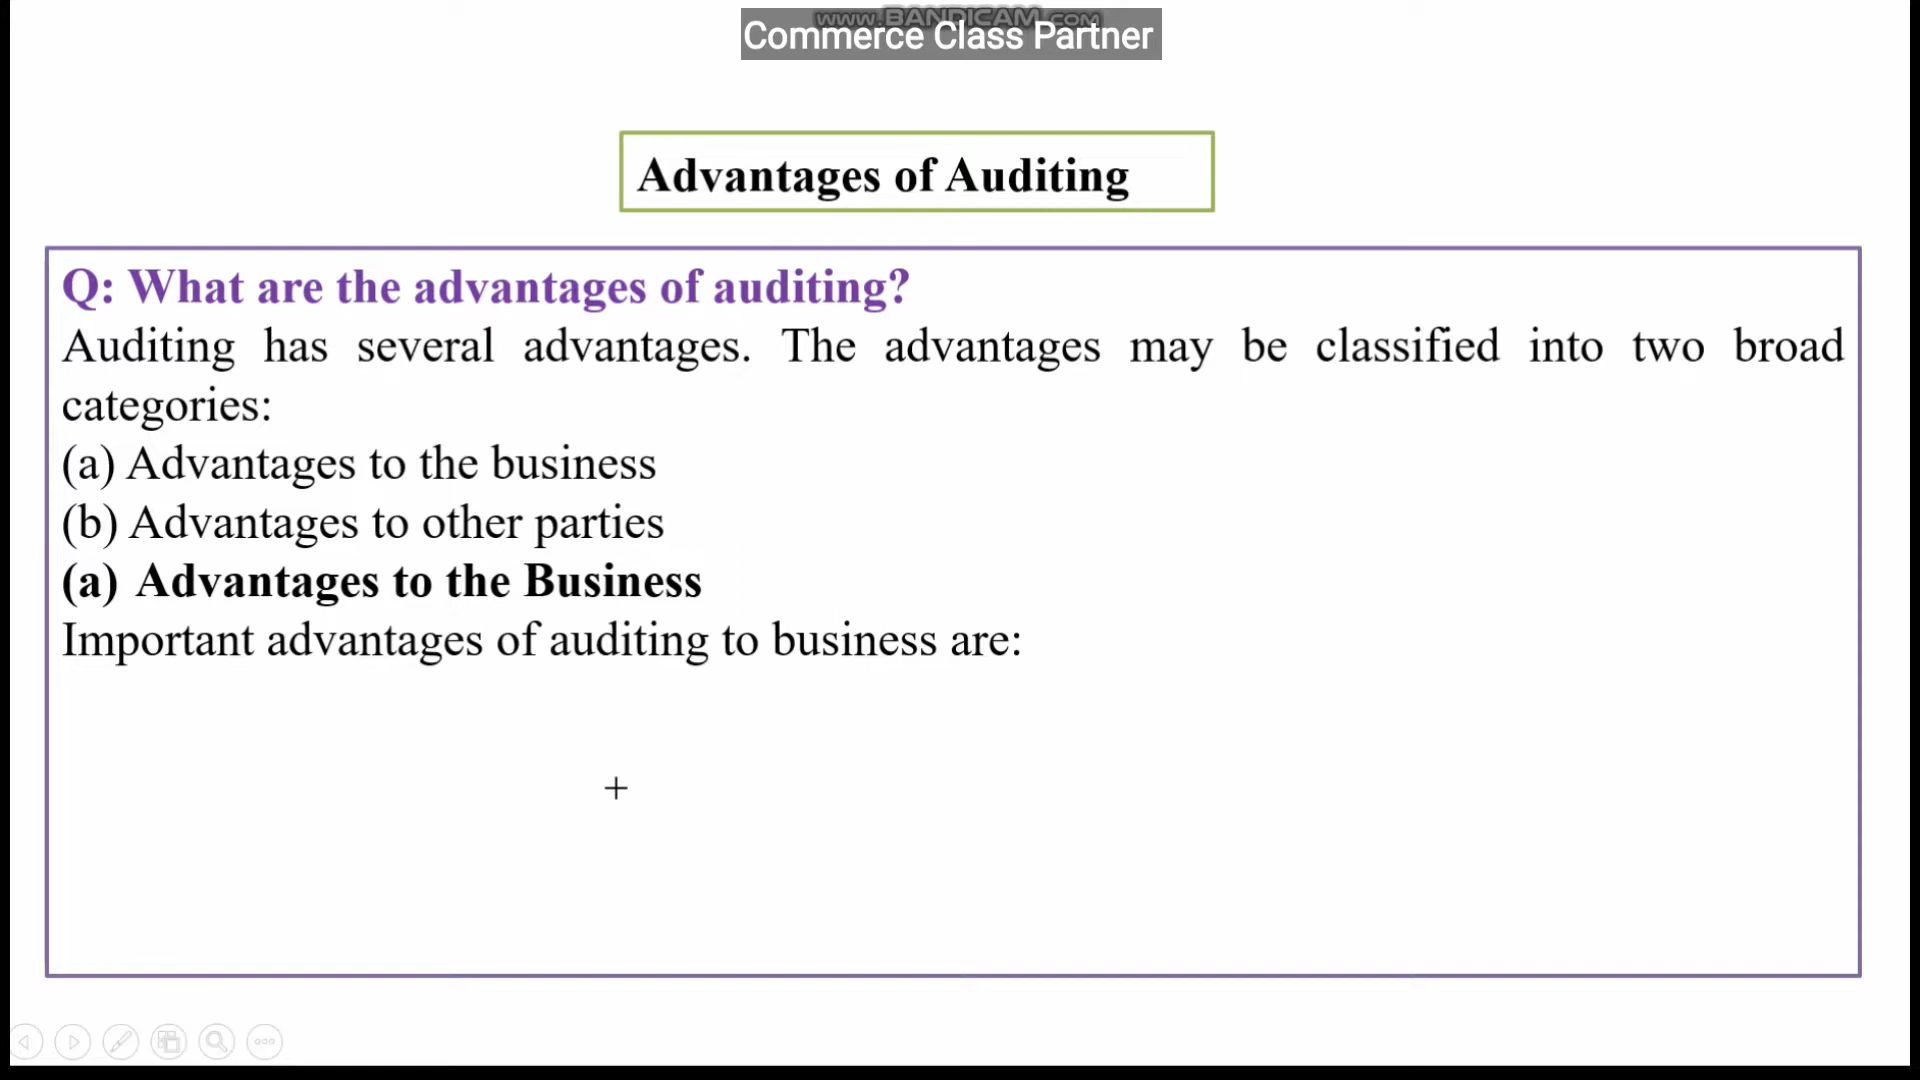 www.BANDICAM.com
Commerce Class Partner
Advantages of Auditing
Q: What are the advantages of auditing?
Auditing has several advantages. The advantages may be classified into two broad
categories:
(a) Advantages to the business
(b) Advantages to other parties
(a) Advantages to the Business
Important advantages of auditing to business are: